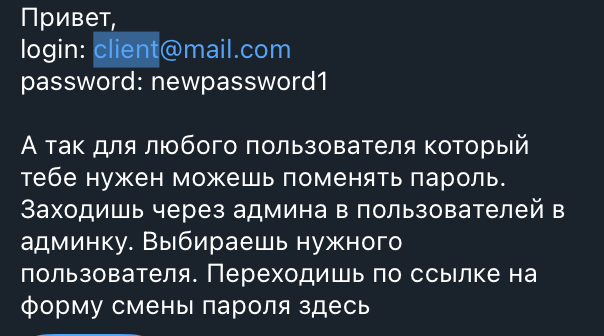 Привет,
login: client@mail.com
password: newpassword1
А так для любого пользователя который
тебе нужен можешь поменять пароль.
Заходишь через админа в пользователей в
админку. Выбираешь нужного
пользователя. Переходишь по ссылке на
форму смены пароля здесь